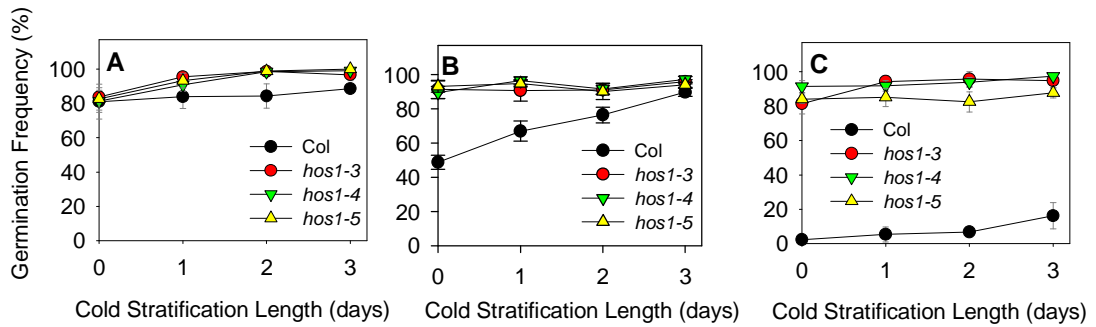 Germination Frequency (%)
A
100
80
60
40
20
0
Col
hos1-3
hos1-4
hos1-5
0 1 2 3
Cold Stratification Length (days)
B
100
80
60
40
20
0
Col
hos1-3
hos1-4
hos1-5
0 1 2 3
Cold Stratification Length (days)
C
100
80
60
40
20
0
Col
hos1-3
hos1-4
hos1-5
0 1 2 3
Cold Stratification Length (days)